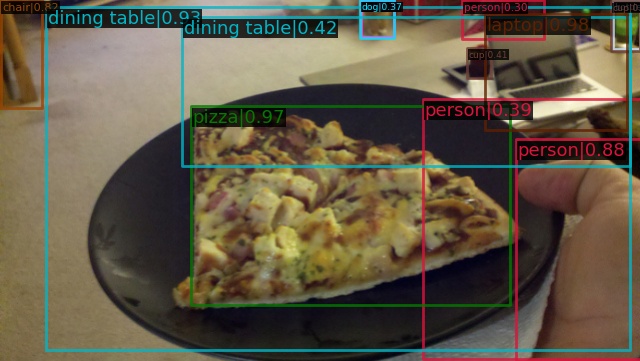 chair|0.82
dining table|0.93
dining table|0.42
dog|0.37
person|0.30
laptop|0.98
cup|0.41
pizza|0.97
person|0.39
person|0.88